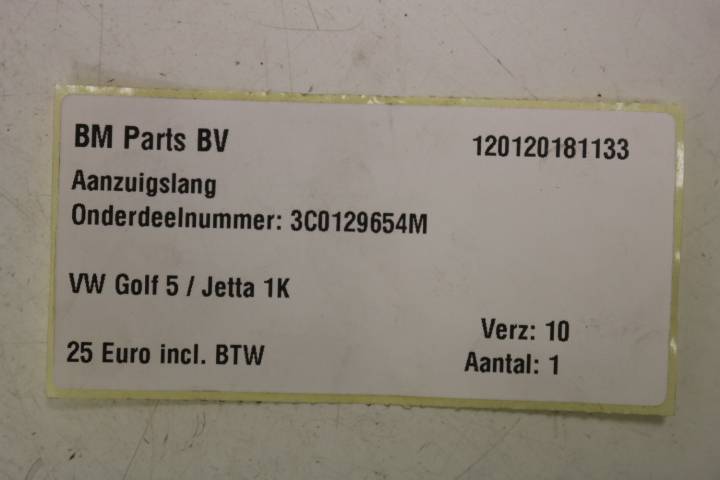 BM Parts BV 120120181133
Aanzuigslang
Onderdeelnummer: 3C0129654M
VW Golf 5 / Jetta 1K
Verz: 10
25 Euro incl. BTW Aantal: 1